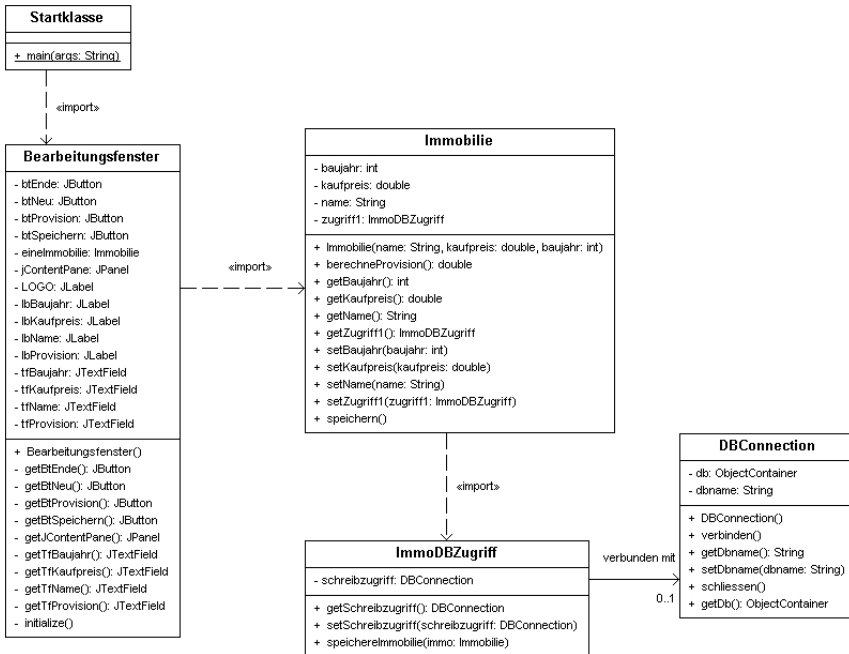 Startklasse
+ main(args: String)
«import»
Bearbeitungsfenster
- btEnde: JButton
- btNeu: JButton
- btProvision: JButton
- btSpeichern: JButton
- eineImmobilie: Immobilie
- jContentPane: JPanel
- LOGO: JLabel
- lbBaujahr: JLabel
- lbKaufpreis: JLabel
- lbName: JLabel
- lbProvision: JLabel
- tfBaujahr: JTextField
- tfKaufpreis: JTextField
- tfName: JTextField
- tfProvision: JTextField
+ Bearbeitungsfenster()
- getBtEnde(): JButton
- getBtNeu(): JButton
- getBtProvision(): JButton
- getBtSpeichern(): JButton
- getJContentPane(): JPanel
- getTfBaujahr(): JTextField
- getTfKaufpreis(): JTextField
- getTfName(): JTextField
- getTfProvision(): JTextField
- initialize()
«import»
Immobilie
- baujahr: int
- kaufpreis: double
- name: String
- zugriff1: ImmoDBZugriff
+ Immobilie(name: String, kaufpreis: double, baujahr: int)
+ berechneProvision(): double
+ getBaujahr(): int
+ getKaufpreis(): double
+ getName(): String
+ getZugriff1(): ImmoDBZugriff
+ setBaujahr(baujahr: int)
+ setKaufpreis(kaufpreis: double)
+ setName(name: String)
+ setZugriff1(zugriff1: ImmoDBZugriff)
+ speichern()
«import»
ImmoDBZugriff
- schreibzugriff: DBConnection
+ getSchreibzugriff(): DBConnection
+ setSchreibzugriff(schreibzugriff: DBConnection)
+ speichereImmobilie(immo: Immobilie)
verbunden mit
0..1
DBConnection
- db: ObjectContainer
- dbname: String
+ DBConnection()
+ verbinden()
+ getDbname(): String
+ setDbname(dbname: String)
+ schliessen()
+ getDb(): ObjectContainer